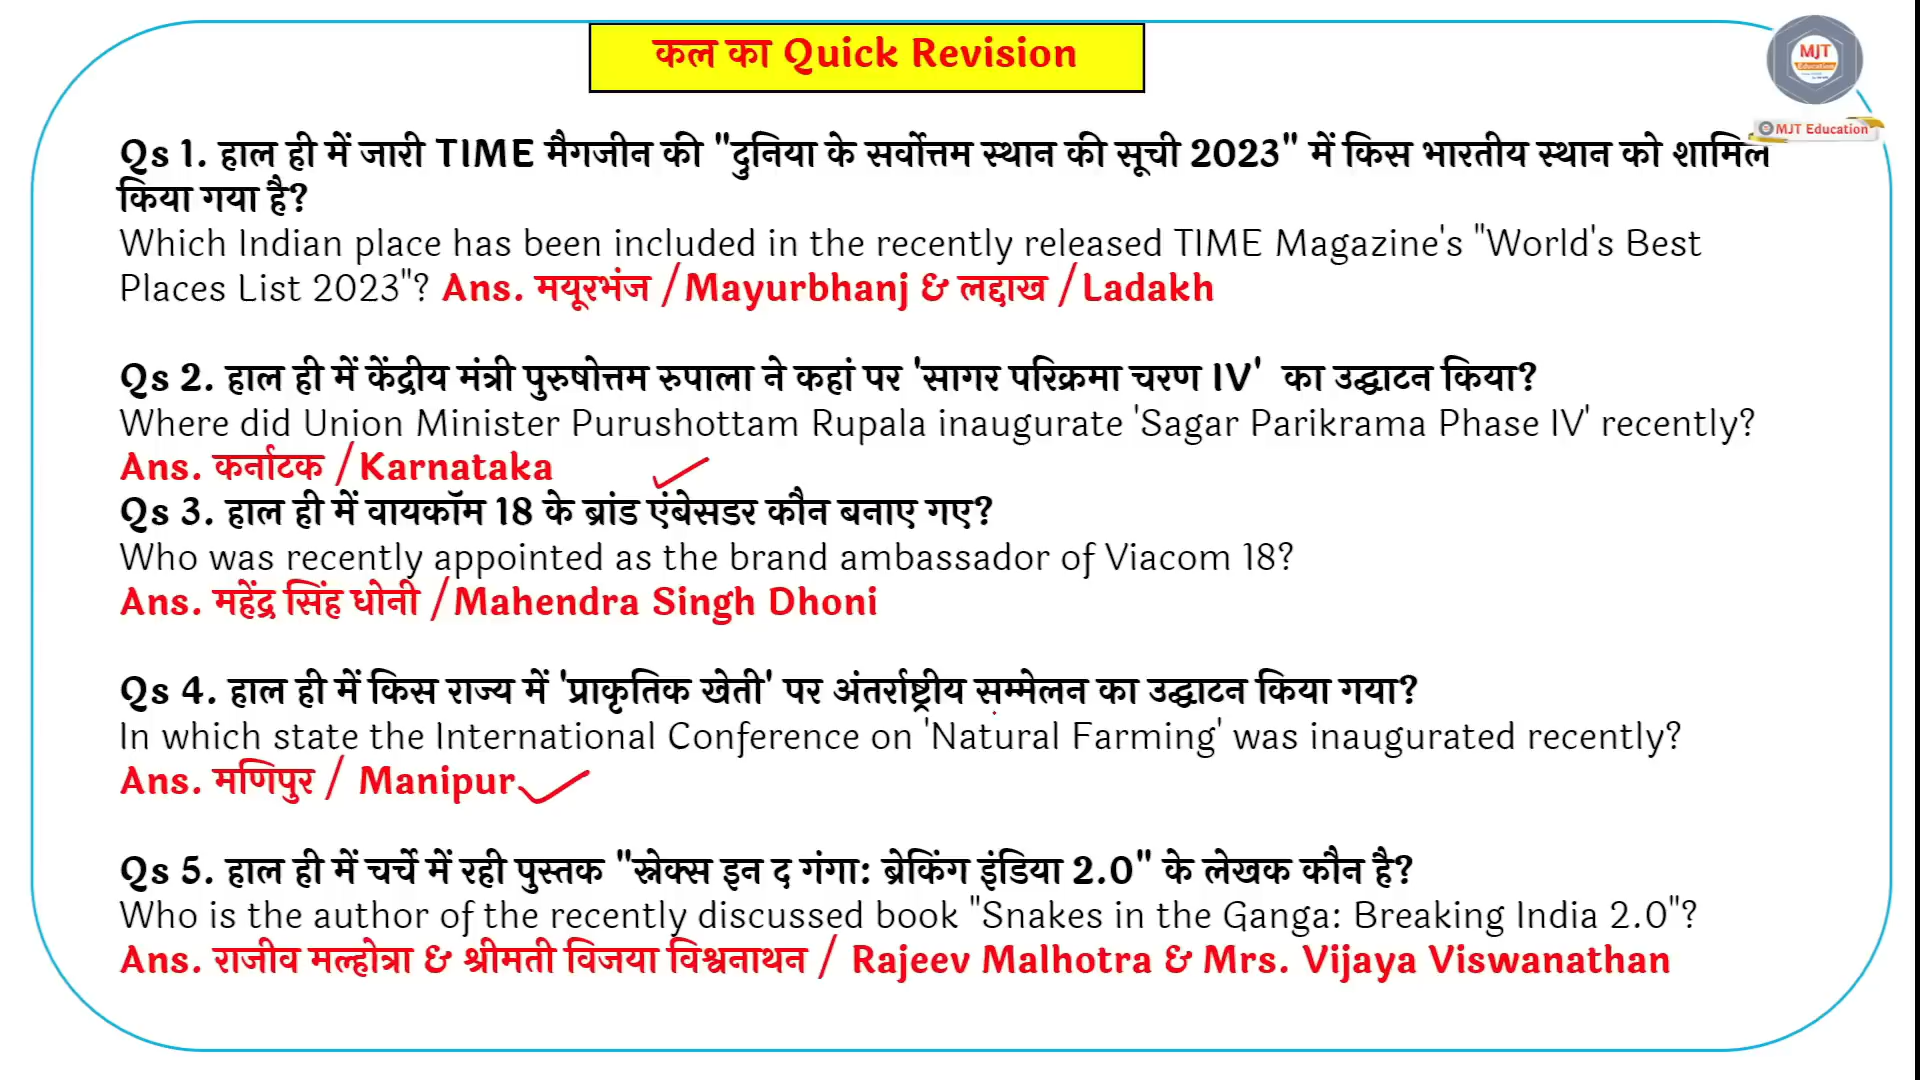 कल का Quick Revision
MJT
Education
MJT Education
Qs 1. हाल ही में जारी TIME मैगजीन की "दुनिया के सर्वोत्तम स्थान की सूची 2023" में किस भारतीय स्थान को शामिल
किया गया है?
Which Indian place has been included in the recently released TIME Magazine's "World's Best
Places List 2023"? Ans. मयूरभंज /Mayurbhanj & लद्दाख /Ladakh
Qs 2. हाल ही में केंद्रीय मंत्री पुरुषोत्तम रुपाला ने कहां पर 'सागर परिक्रमा चरण IV' का उद्घाटन किया?
Where did Union Minister Purushottam Rupala inaugurate 'Sagar Parikrama Phase IV' recently?
Ans. कर्नाटक /Karnataka
Qs 3. हाल ही में वायकॉम 18 के ब्रांड एंबेसडर कौन बनाए गए?
Who was recently appointed as the brand ambassador of Viacom 18?
Ans. महेंद्र सिंह धोनी /Mahendra Singh Dhoni
Qs 4. हाल ही में किस राज्य में 'प्राकृतिक खेती' पर अंतर्राष्ट्रीय सम्मेलन का उद्घाटन किया गया?
In which state the International Conference on 'Natural Farming' was inaugurated recently?
Ans. मणिपुर / Manipur
Qs 5. हाल ही में चर्चे में रही पुस्तक "स्नेक्स इन द गंगा: ब्रेकिंग इंडिया 2.0" के लेखक कौन है?
Who is the author of the recently discussed book "Snakes in the Ganga: Breaking India 2.0"?
Ans. राजीव मल्होत्रा & श्रीमती विजया विश्वनाथन / Rajeev Malhotra & Mrs. Vijaya Viswanathan